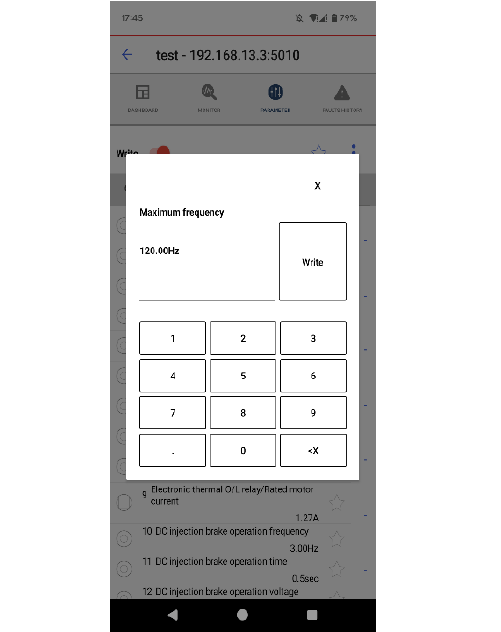 17:45
79%
test - 192.168.13.3:5010
DASHBOARD
MONITOR
PARAMETER
Write
X
Maximum frequency
120.00Hz
Write
1 2 3
4 5 6
7 8 9
. 0 <X
9 Electronic thermal O/L relay/Rated motor
current
1.27A
10 DC injection brake operation frequency
3.00Hz
11 DC injection brake operation time
0.5sec
12 DC injection brake operation voltage